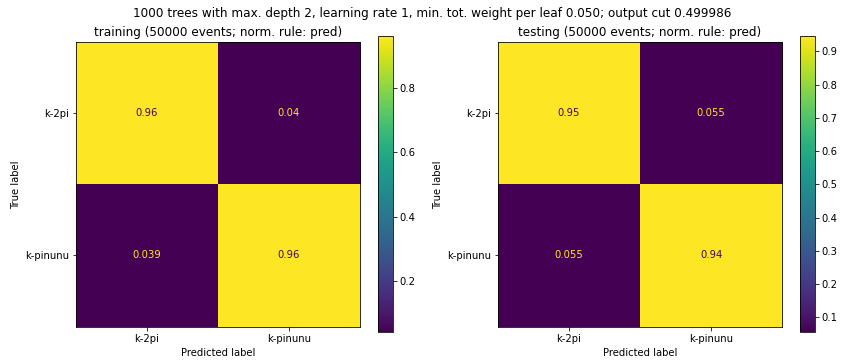 1000 trees with max. depth 2, learning rate 1, min. tot. weight per leaf 0.050; output cut 0.499986
training (50000 events; norm. rule: pred)
k-2pi
0.96
0.04
k-pinunu
0.039
0.96
True label
k-2pi
k-pinunu
Predicted label
0.8
0.6
0.4
0.2
testing (50000 events; norm. rule: pred)
k-2pi
0.95
0.055
k-pinunu
0.055
0.94
True label
k-2pi
k-pinunu
Predicted label
0.9
0.8
0.7
0.6
0.5
0.4
0.3
0.2
0.1